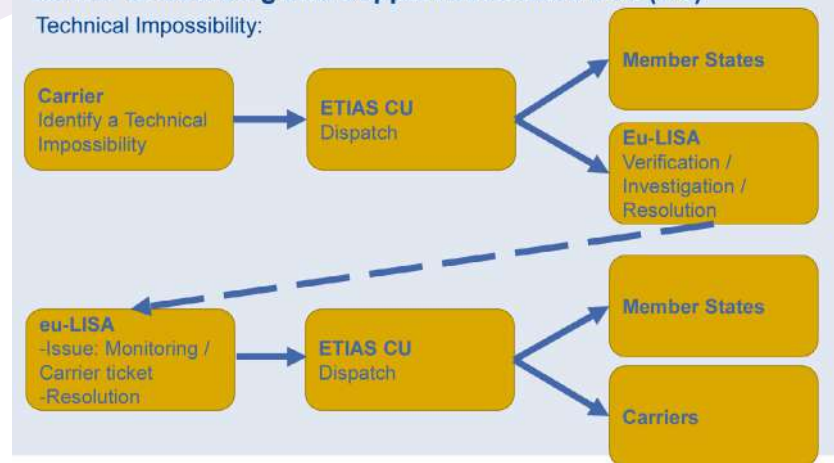 Technical Impossibility:
Carrier
Identify a Technical
Impossibility
ETIAS CU
Dispatch
Member States
Eu-LISA
Verification /
Investigation /
Resolution
eu-LISA
-Issue: Monitoring /
Carrier ticket
-Resolution
ETIAS CU
Dispatch
Member States
Carriers